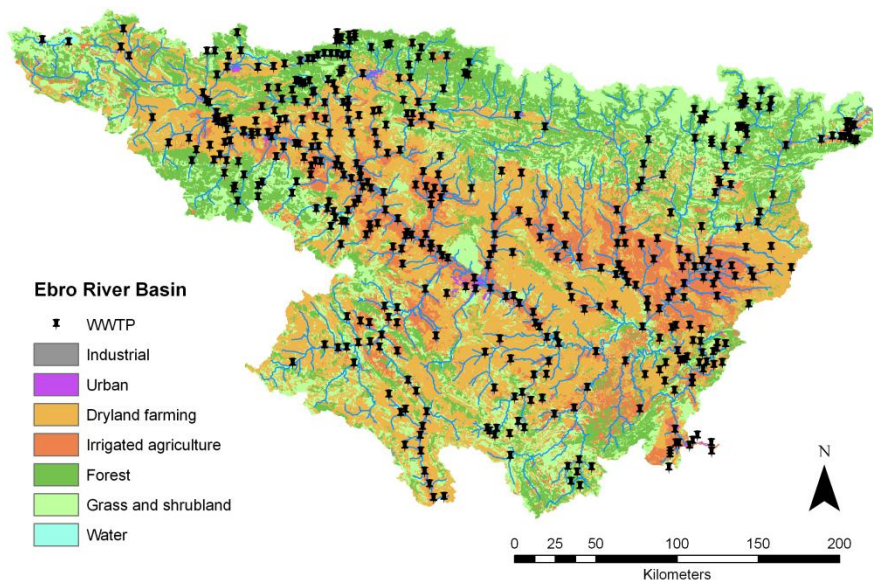 Ebro River Basin
WWTP
Industrial
Urban
Dryland farming
Irrigated agriculture
Forest
Grass and shrubland
Water
N
0 25 50 100 150 200
Kilometers